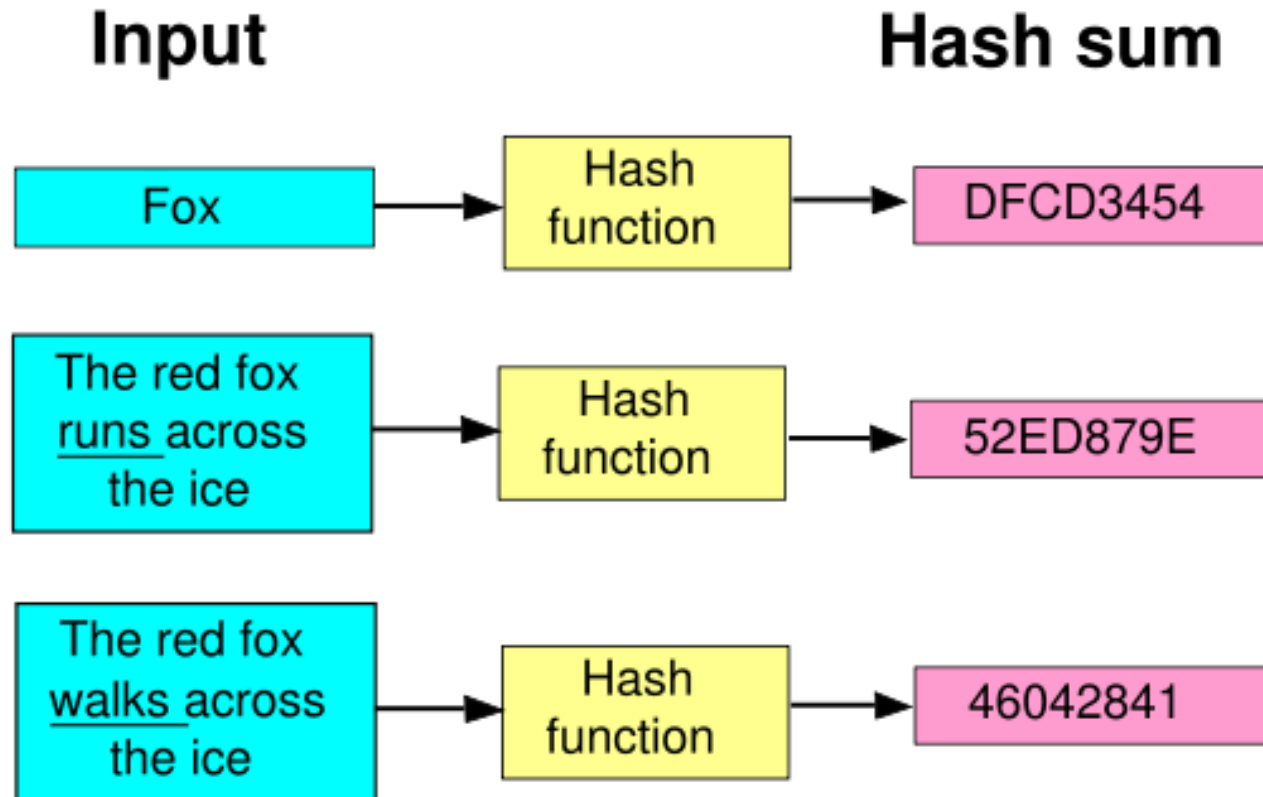 Input
Hash sum
Fox
Hash
function
DFCD3454
The red fox
runs across
the ice
Hash
function
52ED879E
The red fox
walks across
the ice
Hash
function
46042841